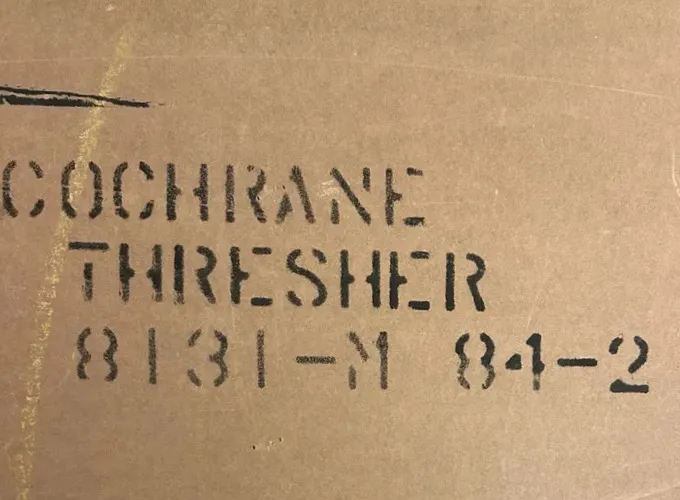 COCHRANE
THRESHER
8131-M 84-2